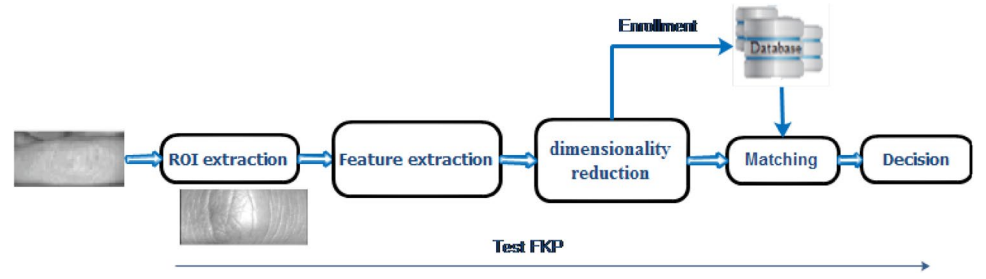 Enrollment
Database
ROI extraction
Feature extraction
dimensionality
reduction
Matching
Decision
Test FKP